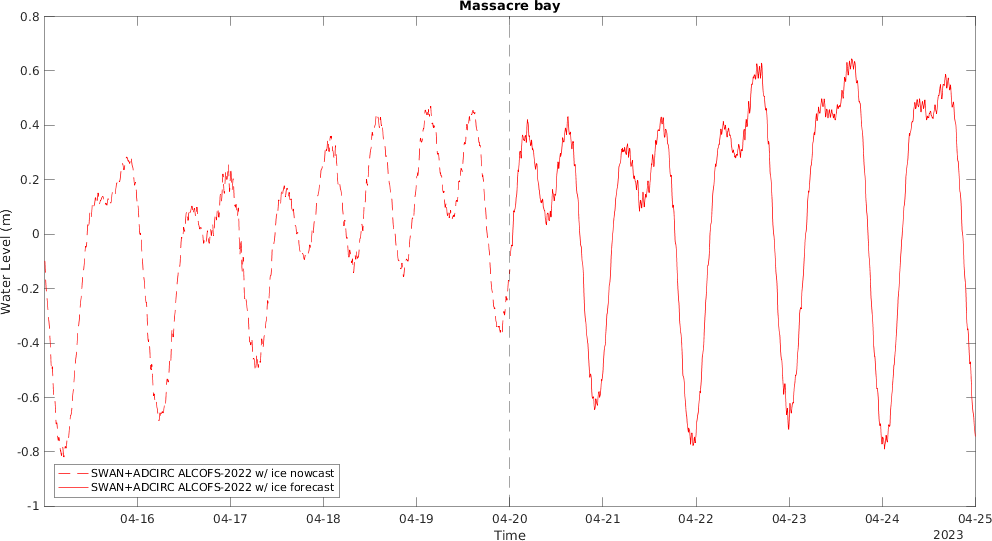 Massacre bay
0.8
0.6
0.4
0.2
0
-0.2
-0.4
-0.6
-0.8
-1
Water Level (m)
SWAN+ADCIRC ALCOFS-2022 w/ ice nowcast
SWAN+ADCIRC ALCOFS-2022 w/ ice forecast
04-16 04-17 04-18 04-19 04-20 04-21 04-22 04-23 04-24 04-25
Time
2023